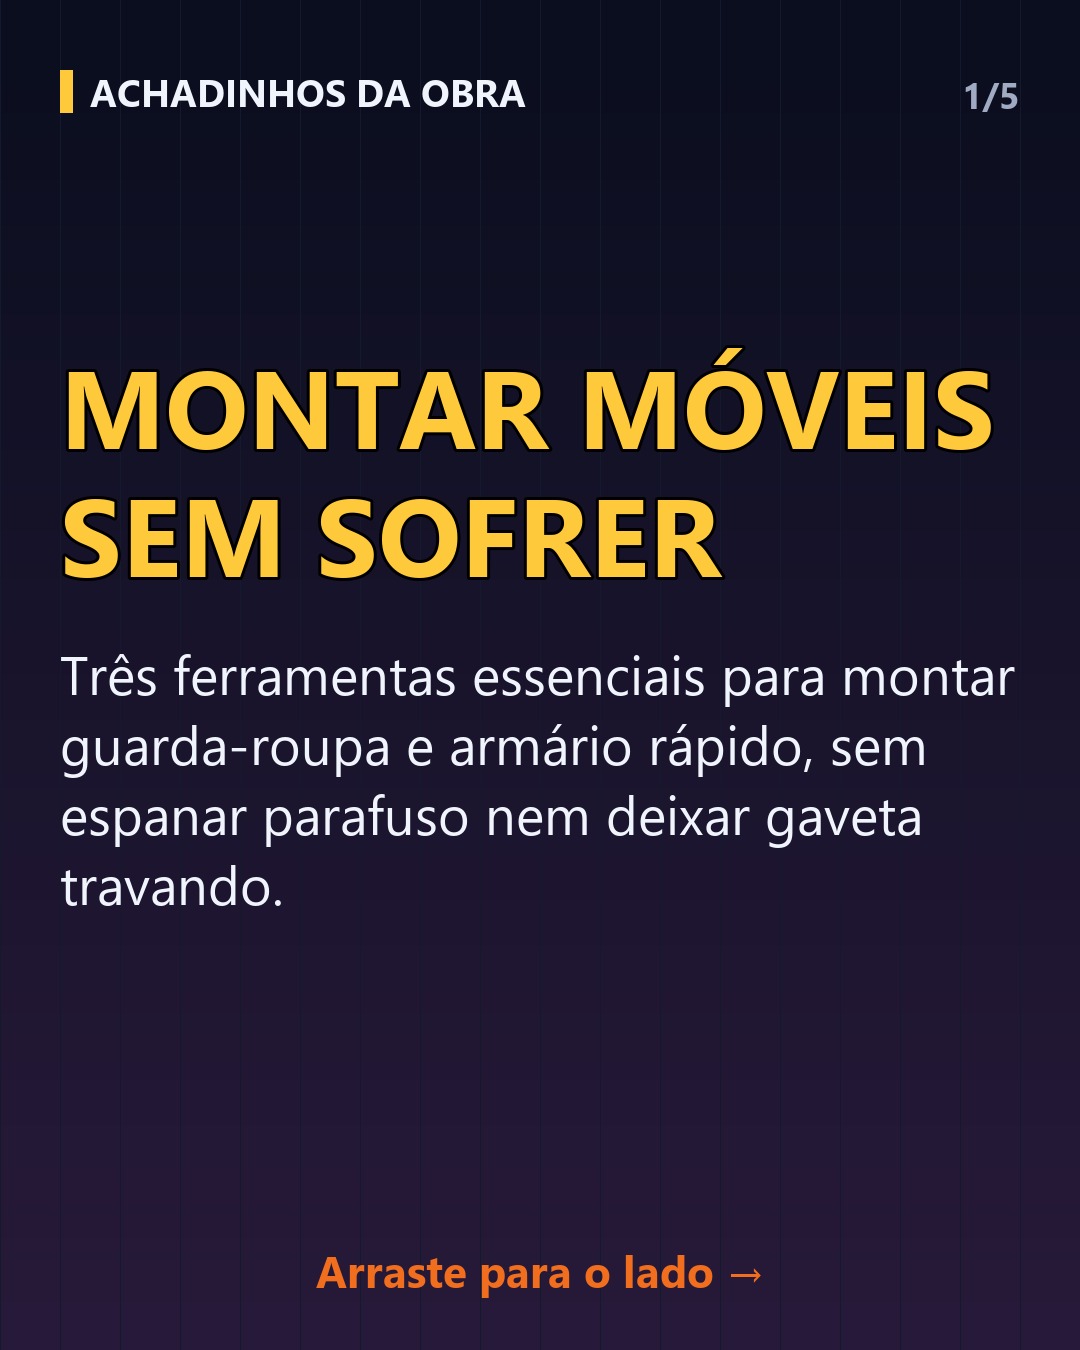 ACHADINHOS DA OBRA
1/5
MONTAR MÓVEIS
SEM SOFRER
Três ferramentas essenciais para montar
guarda-roupa e armário rápido, sem
espanar parafuso nem deixar gaveta
travando.
Arraste para o lado →